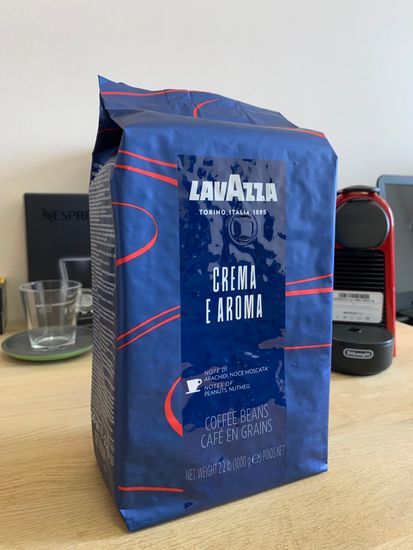 LAVAZZA
TORINO, ITALIA, 1895
CREMA
E AROMA
NOTE DI
ARACHIDI, NOCE MOSCATA
NOTES OF
PEANUTS, NUTMEG
COFFEE BEANS
CAFÉ EN GRAINS
NET WEIGHT 2.2 lb (1000 g ℮) POIDS NET
NESPRE
DeLonghi